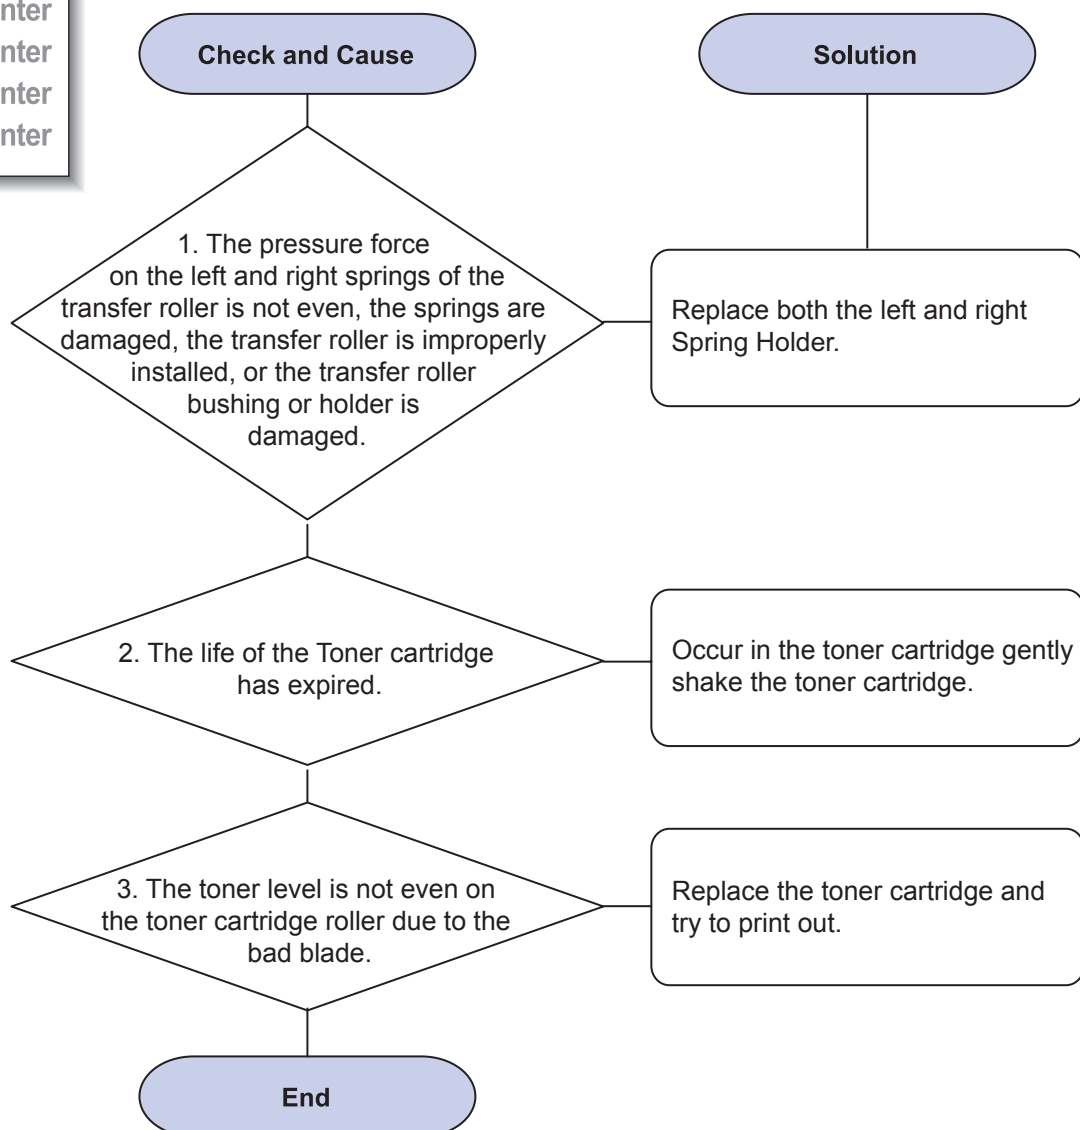 nter
nter
nter
nter
Check and Cause
Solution
1. The pressure force
on the left and right springs of the
transfer roller is not even, the springs are
damaged, the transfer roller is improperly
installed, or the transfer roller
bushing or holder is
damaged.
Replace both the left and right
Spring Holder.
2. The life of the Toner cartridge
has expired.
Occur in the toner cartridge gently
shake the toner cartridge.
3. The toner level is not even on
the toner cartridge roller due to the
bad blade.
Replace the toner cartridge and
try to print out.
End